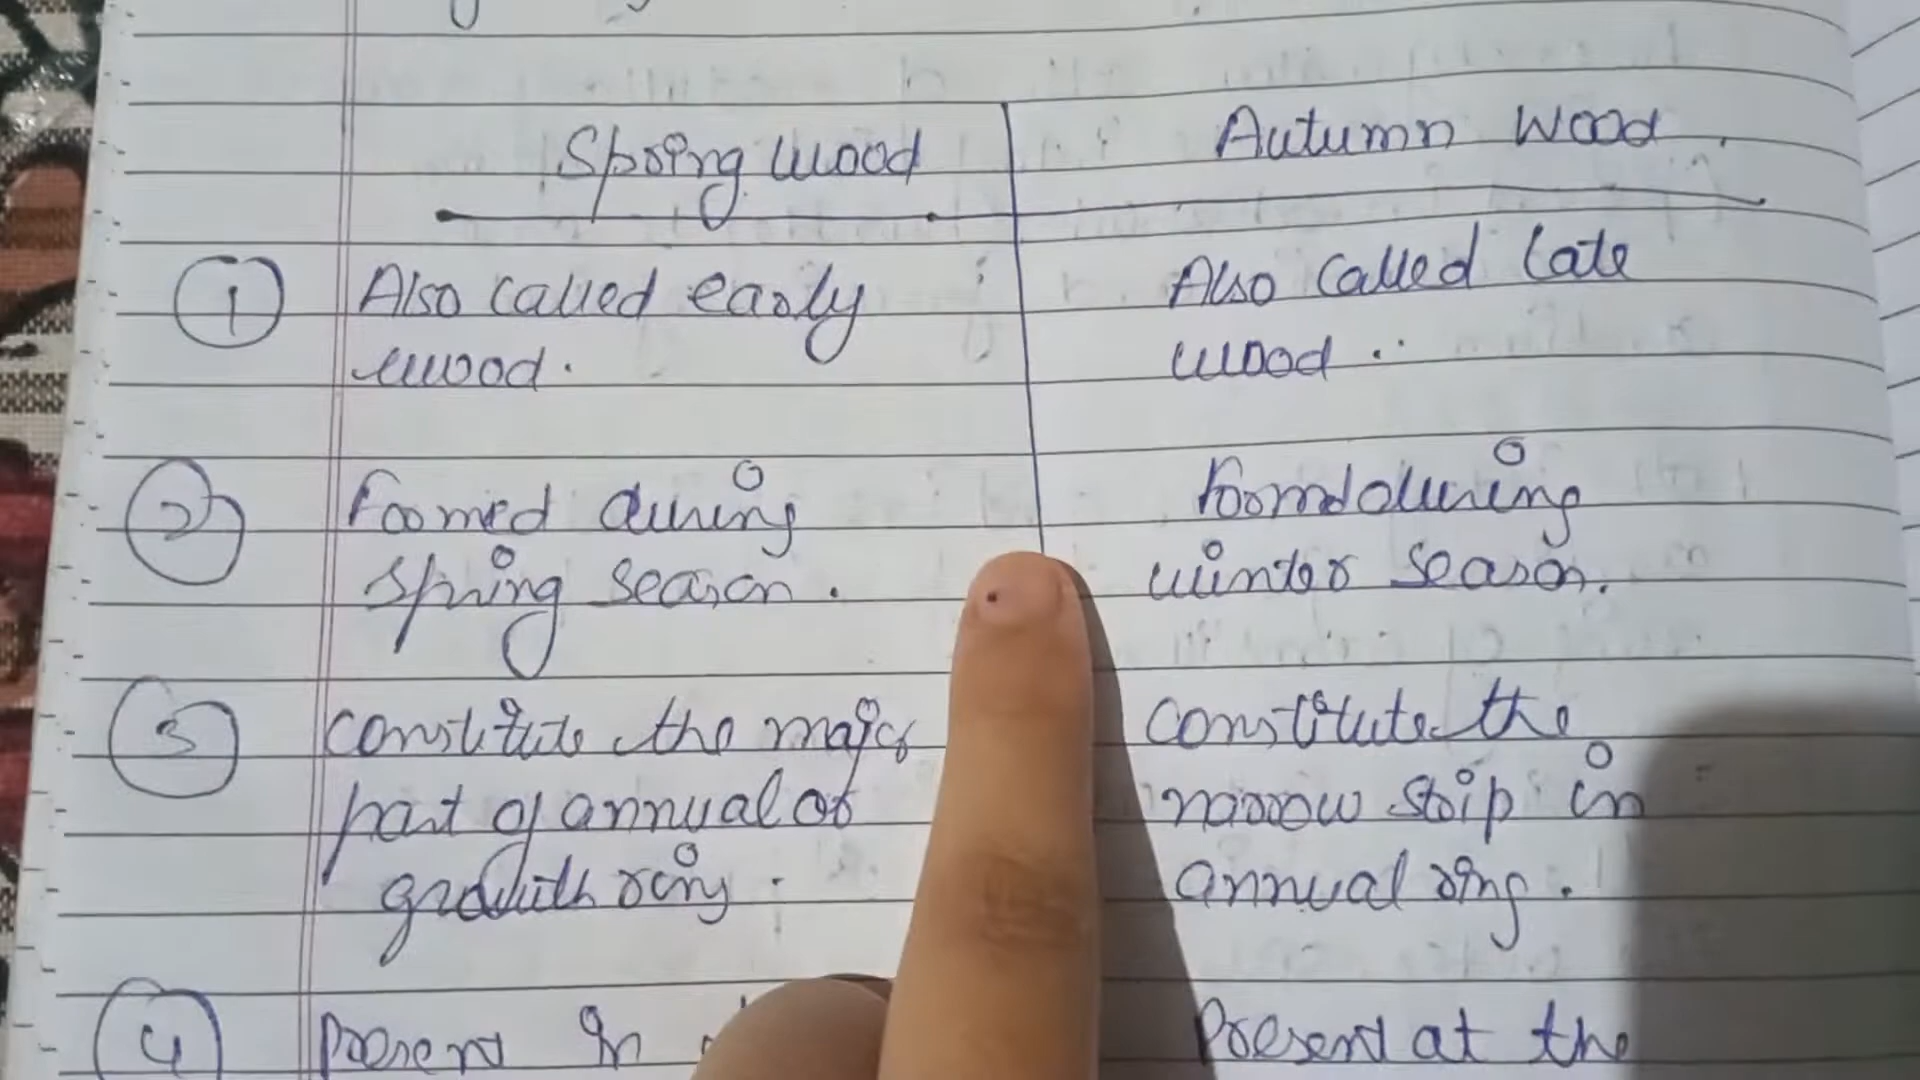 Spring wood
Autumn Wood.
1 Also called early
wood.
Also called late
wood.
2 Formed during
spring season.
Formd during
winter season.
3 constitute the major
part of annual or
growth ring.
constitute the
narrow strip in
annual ring.
4 Present in
Present at the